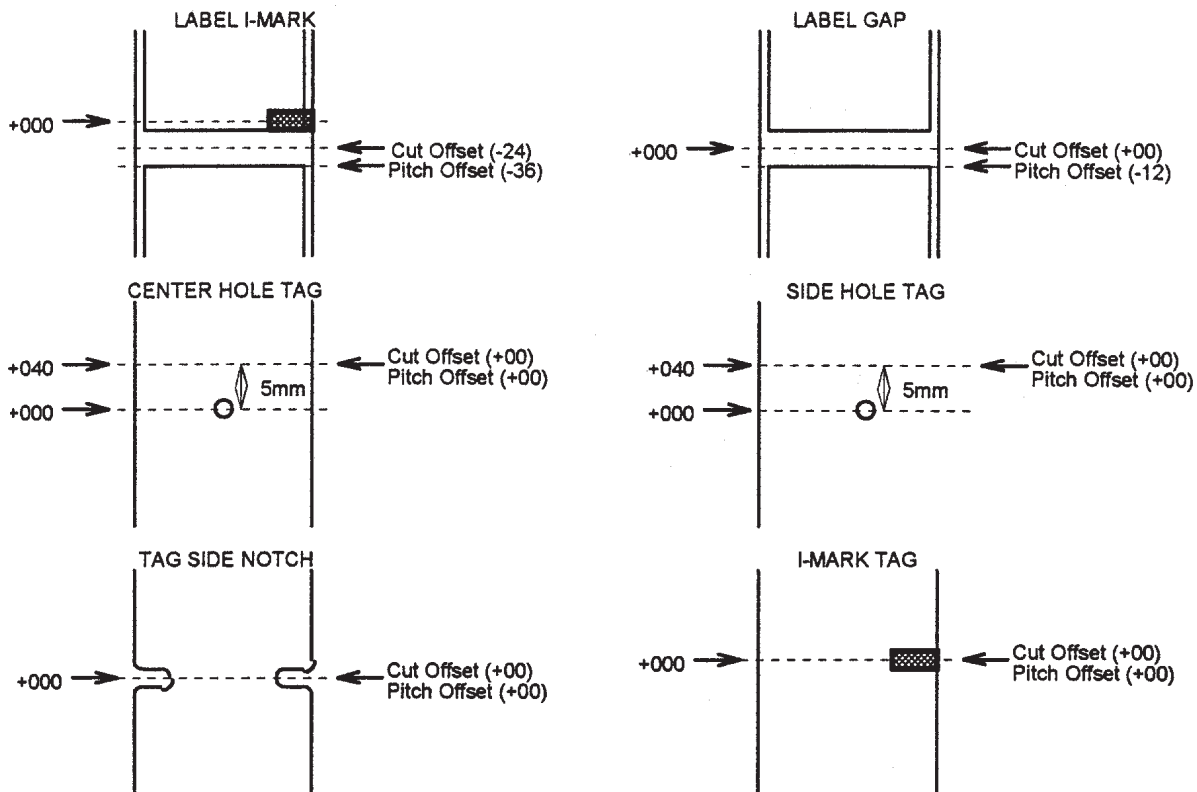 LABEL I-MARK
+000
Cut Offset (-24)
Pitch Offset (-36)
LABEL GAP
+000
Cut Offset (+00)
Pitch Offset (-12)
CENTER HOLE TAG
+040
+000
5mm
Cut Offset (+00)
Pitch Offset (+00)
SIDE HOLE TAG
+040
+000
5mm
Cut Offset (+00)
Pitch Offset (+00)
TAG SIDE NOTCH
+000
Cut Offset (+00)
Pitch Offset (+00)
I-MARK TAG
+000
Cut Offset (+00)
Pitch Offset (+00)